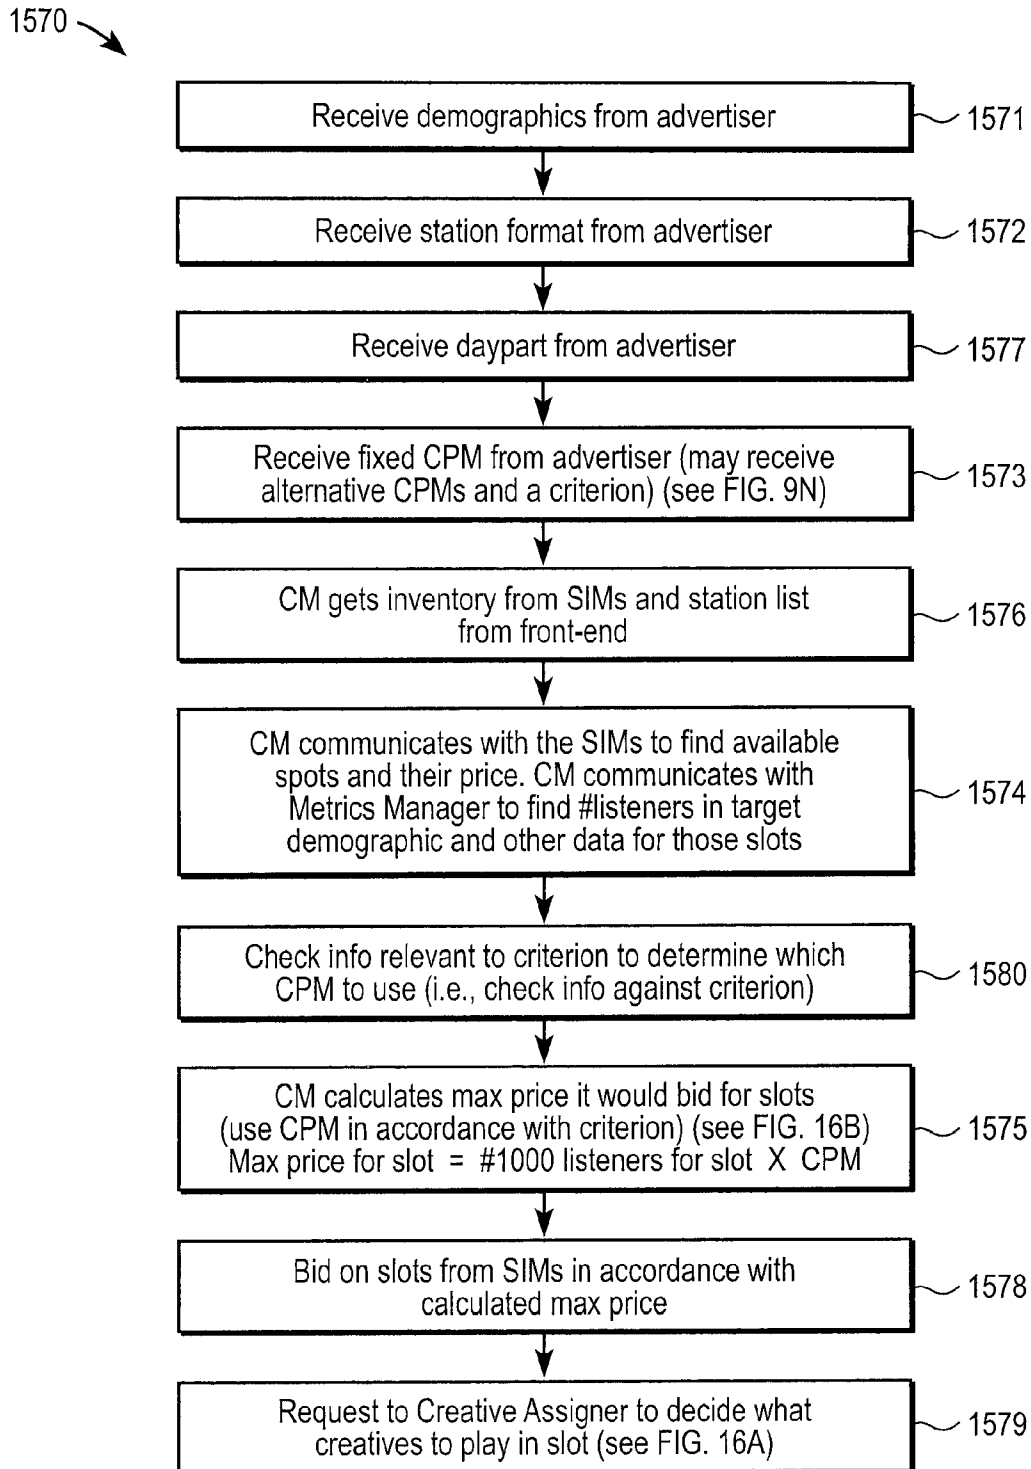 1570
Receive demographics from advertiser
1571
Receive station format from advertiser
1572
Receive daypart from advertiser
1577
Receive fixed CPM from advertiser (may receive
alternative CPMs and a criterion) (see FIG. 9N)
1573
CM gets inventory from SIMs and station list
from front-end
1576
CM communicates with the SIMs to find available
spots and their price. CM communicates with
Metrics Manager to find #listeners in target
demographic and other data for those slots
1574
Check info relevant to criterion to determine which
CPM to use (i.e., check info against criterion)
1580
CM calculates max price it would bid for slots
(use CPM in accordance with criterion) (see FIG. 16B)
Max price for slot = #1000 listeners for slot X CPM
1575
Bid on slots from SIMs in accordance with
calculated max price
1578
Request to Creative Assigner to decide what
creatives to play in slot (see FIG. 16A)
1579